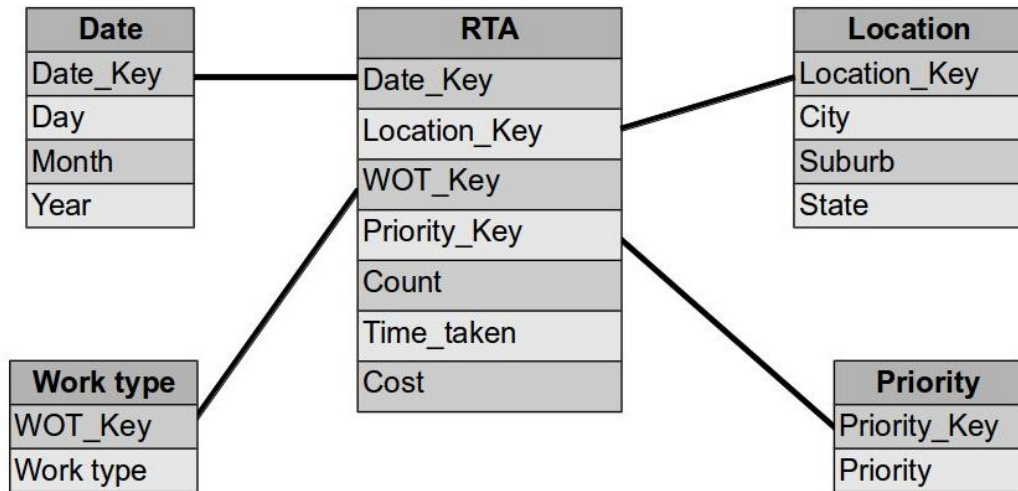 Date
Date_Key
Day
Month
Year
RTA
Date_Key
Location_Key
WOT_Key
Priority_Key
Count
Time_taken
Cost
Location
Location_Key
City
Suburb
State
Work type
WOT_Key
Work type
Priority
Priority_Key
Priority